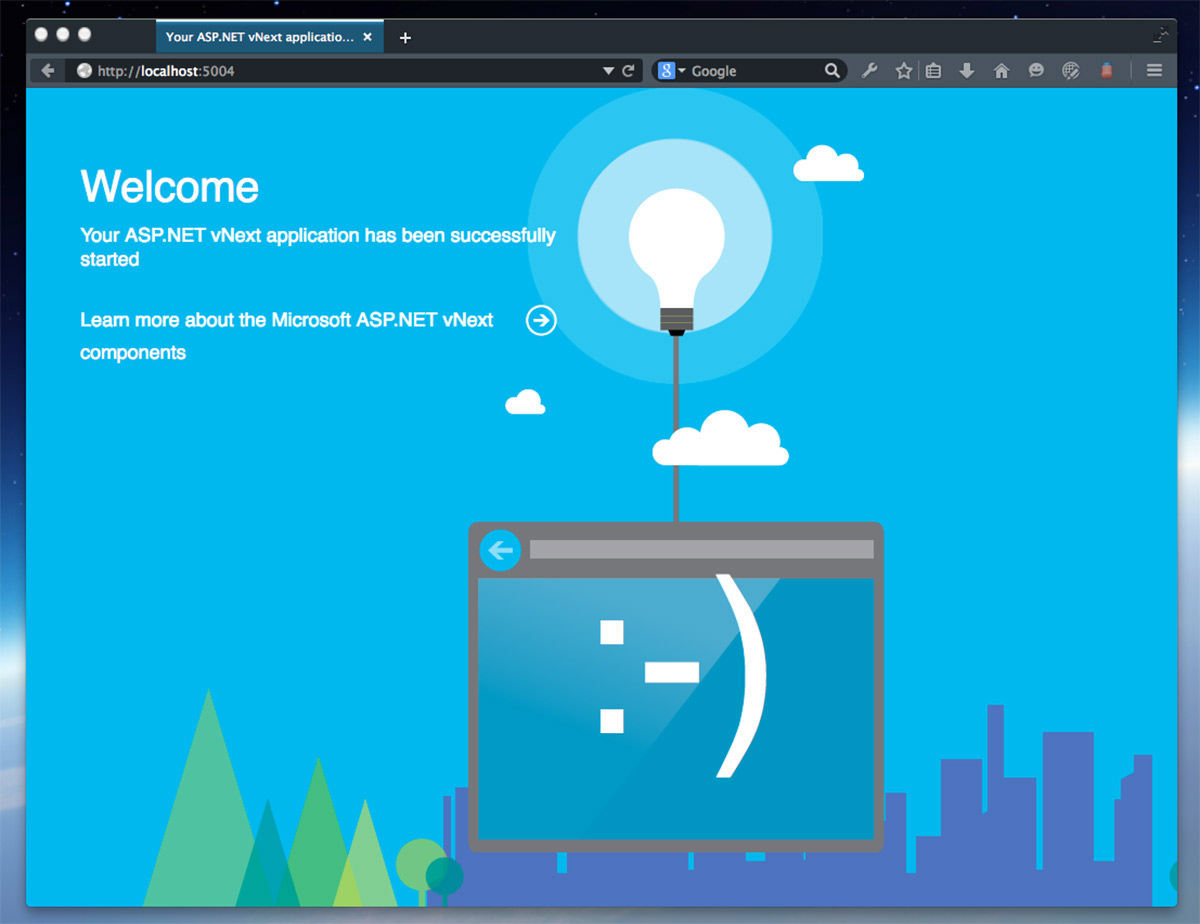 Your ASP.NET vNext applicatio...
http://localhost:5004
8 Google
Welcome
Your ASP.NET vNext application has been successfully
started
Learn more about the Microsoft ASP.NET vNext
components
:-)